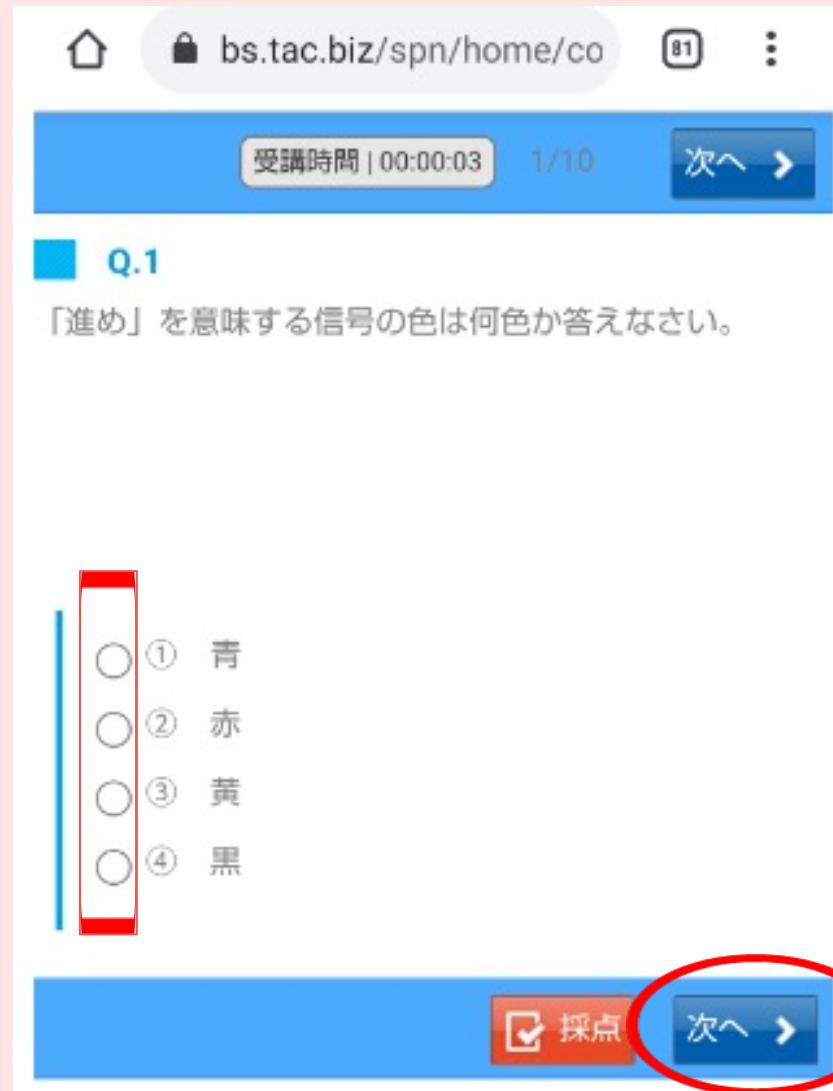 bs.tac.biz/spn/home/co 81
受講時間 | 00:00:03 1/10 次へ
Q.1
「進め」を意味する信号の色は何色か答えなさい。
① 青
② 赤
③ 黄
④ 黒
採点 次へ